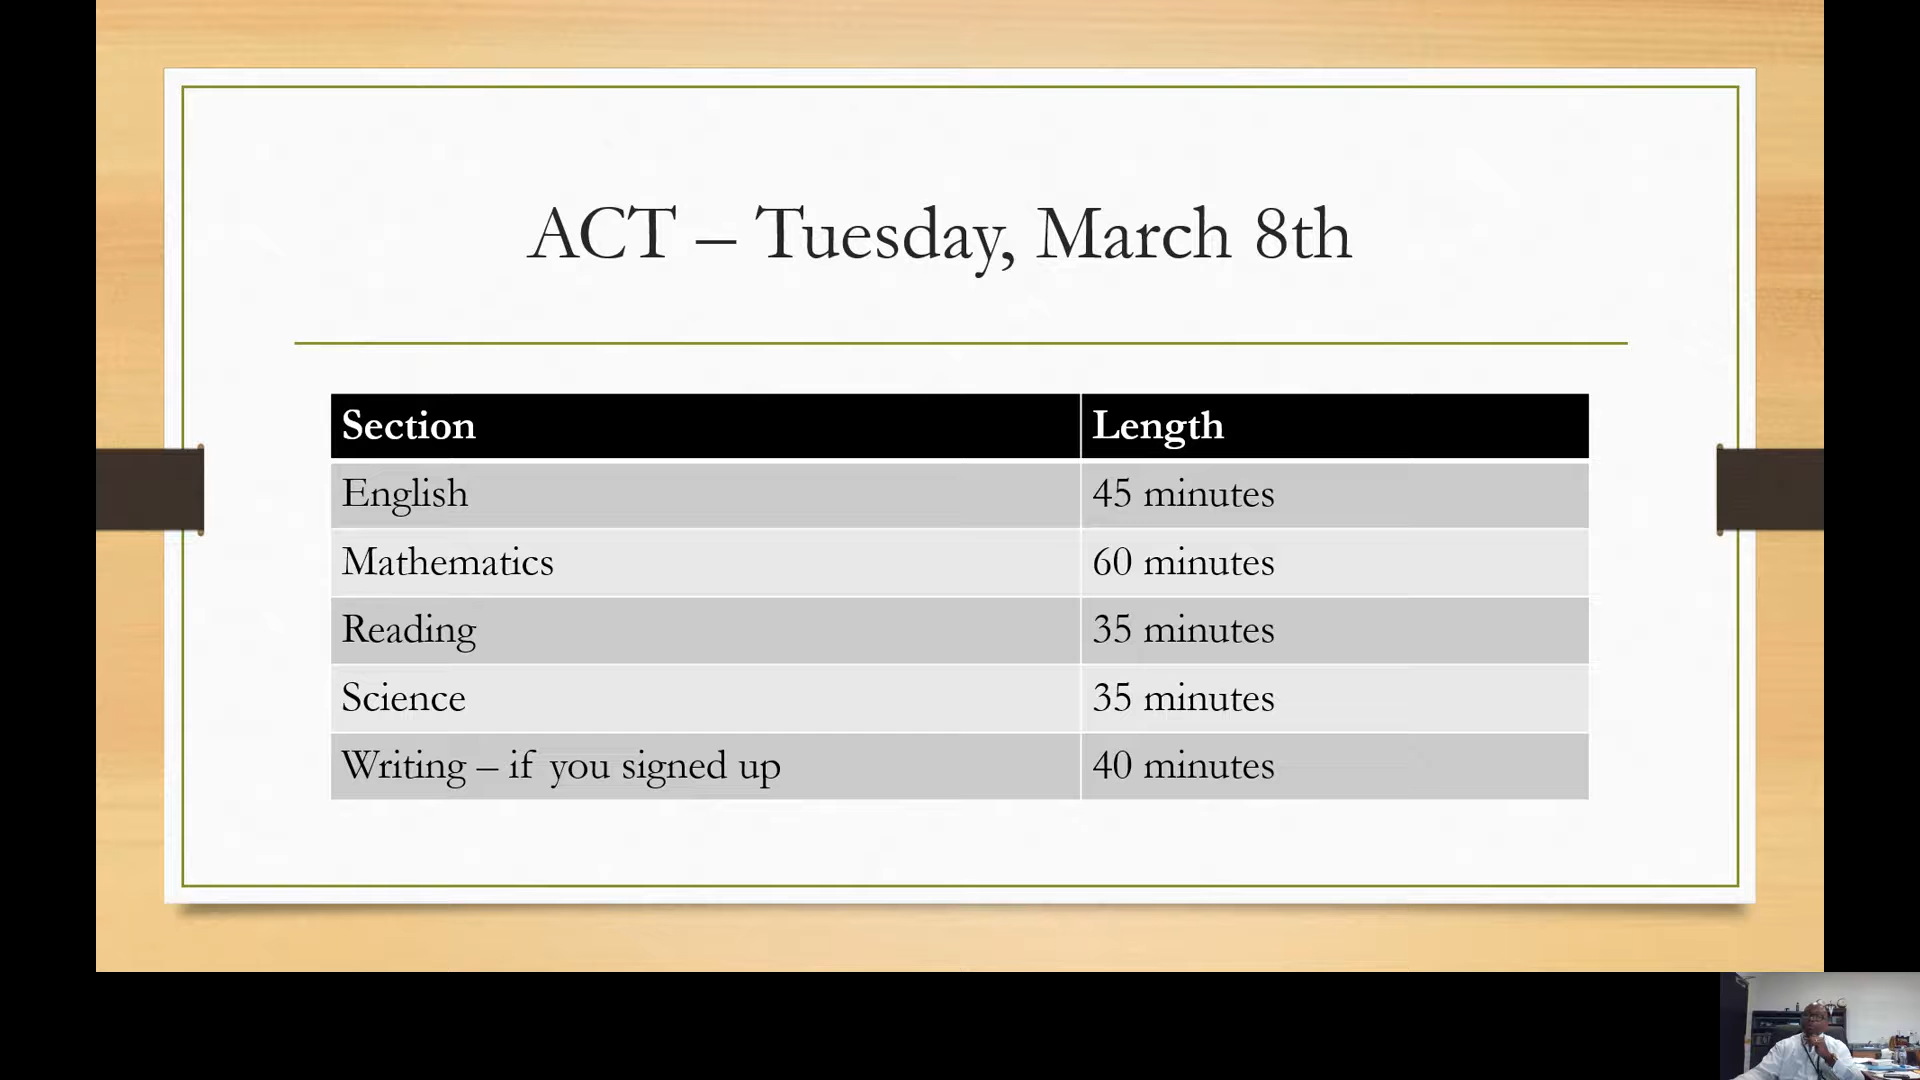 ACT – Tuesday, March 8th
Section Length
English 45 minutes
Mathematics 60 minutes
Reading 35 minutes
Science 35 minutes
Writing – if you signed up 40 minutes